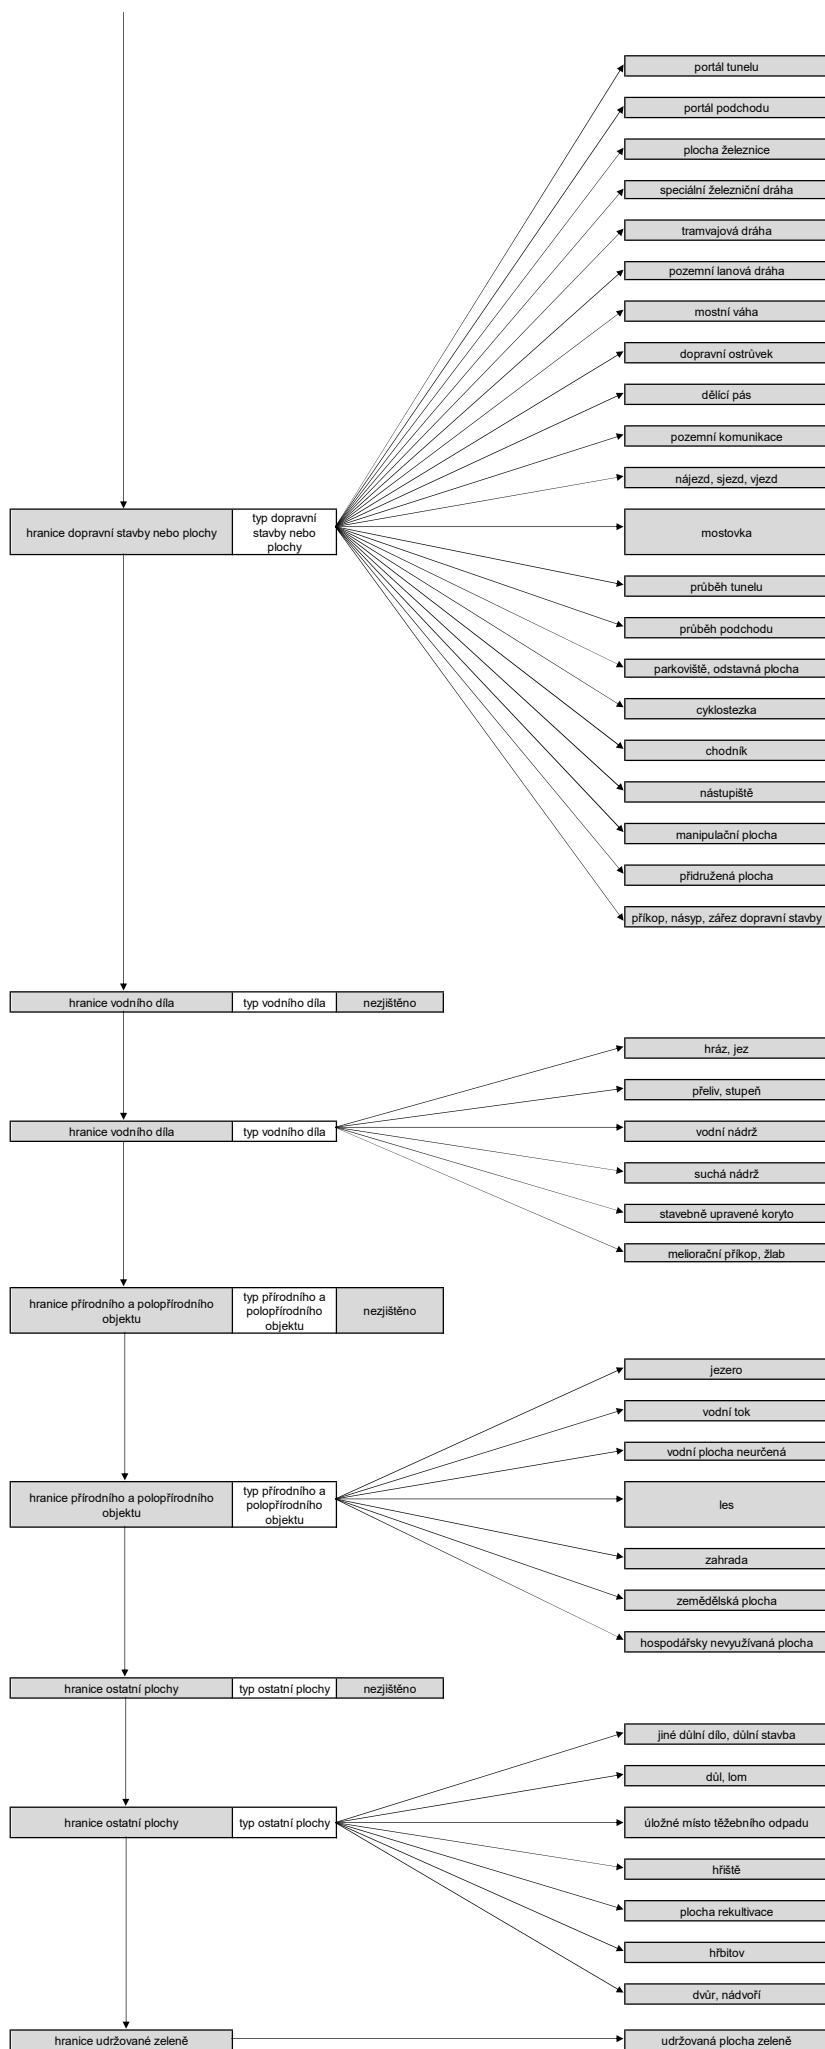 portál tunelu
portál podchodu
plocha železnice
speciální železniční dráha
tramvajová dráha
pozemní lanová dráha
mostní váha
dopravní ostrůvek
dělící pás
pozemní komunikace
nájezd, sjezd, vjezd
hranice dopravní stavby nebo plochy
typ dopravní
stavby nebo
plochy
mostovka
průběh tunelu
průběh podchodu
parkoviště, odstavná plocha
cyklostezka
chodník
nástupiště
manipulační plocha
přidružená plocha
příkop, násyp, zářez dopravní stavby
hranice vodního díla
typ vodního díla
nezjištěno
hráz, jez
přeliv, stupeň
hranice vodního díla
typ vodního díla
vodní nádrž
suchá nádrž
stavebně upravené koryto
meliorační příkop, žlab
hranice přírodního a polopřírodního
objektu
typ přírodního a
polopřírodního
objektu
nezjištěno
jezero
vodní tok
vodní plocha neurčená
hranice přírodního a polopřírodního
objektu
typ přírodního a
polopřírodního
objektu
les
zahrada
zemědělská plocha
hospodářsky nevyužívaná plocha
hranice ostatní plochy
typ ostatní plochy
nezjištěno
jiné důlní dílo, důlní stavba
důl, lom
hranice ostatní plochy
typ ostatní plochy
úložné místo těžebního odpadu
hřiště
plocha rekultivace
hřbitov
dvůr, nádvoří
hranice udržované zeleně
udržovaná plocha zeleně